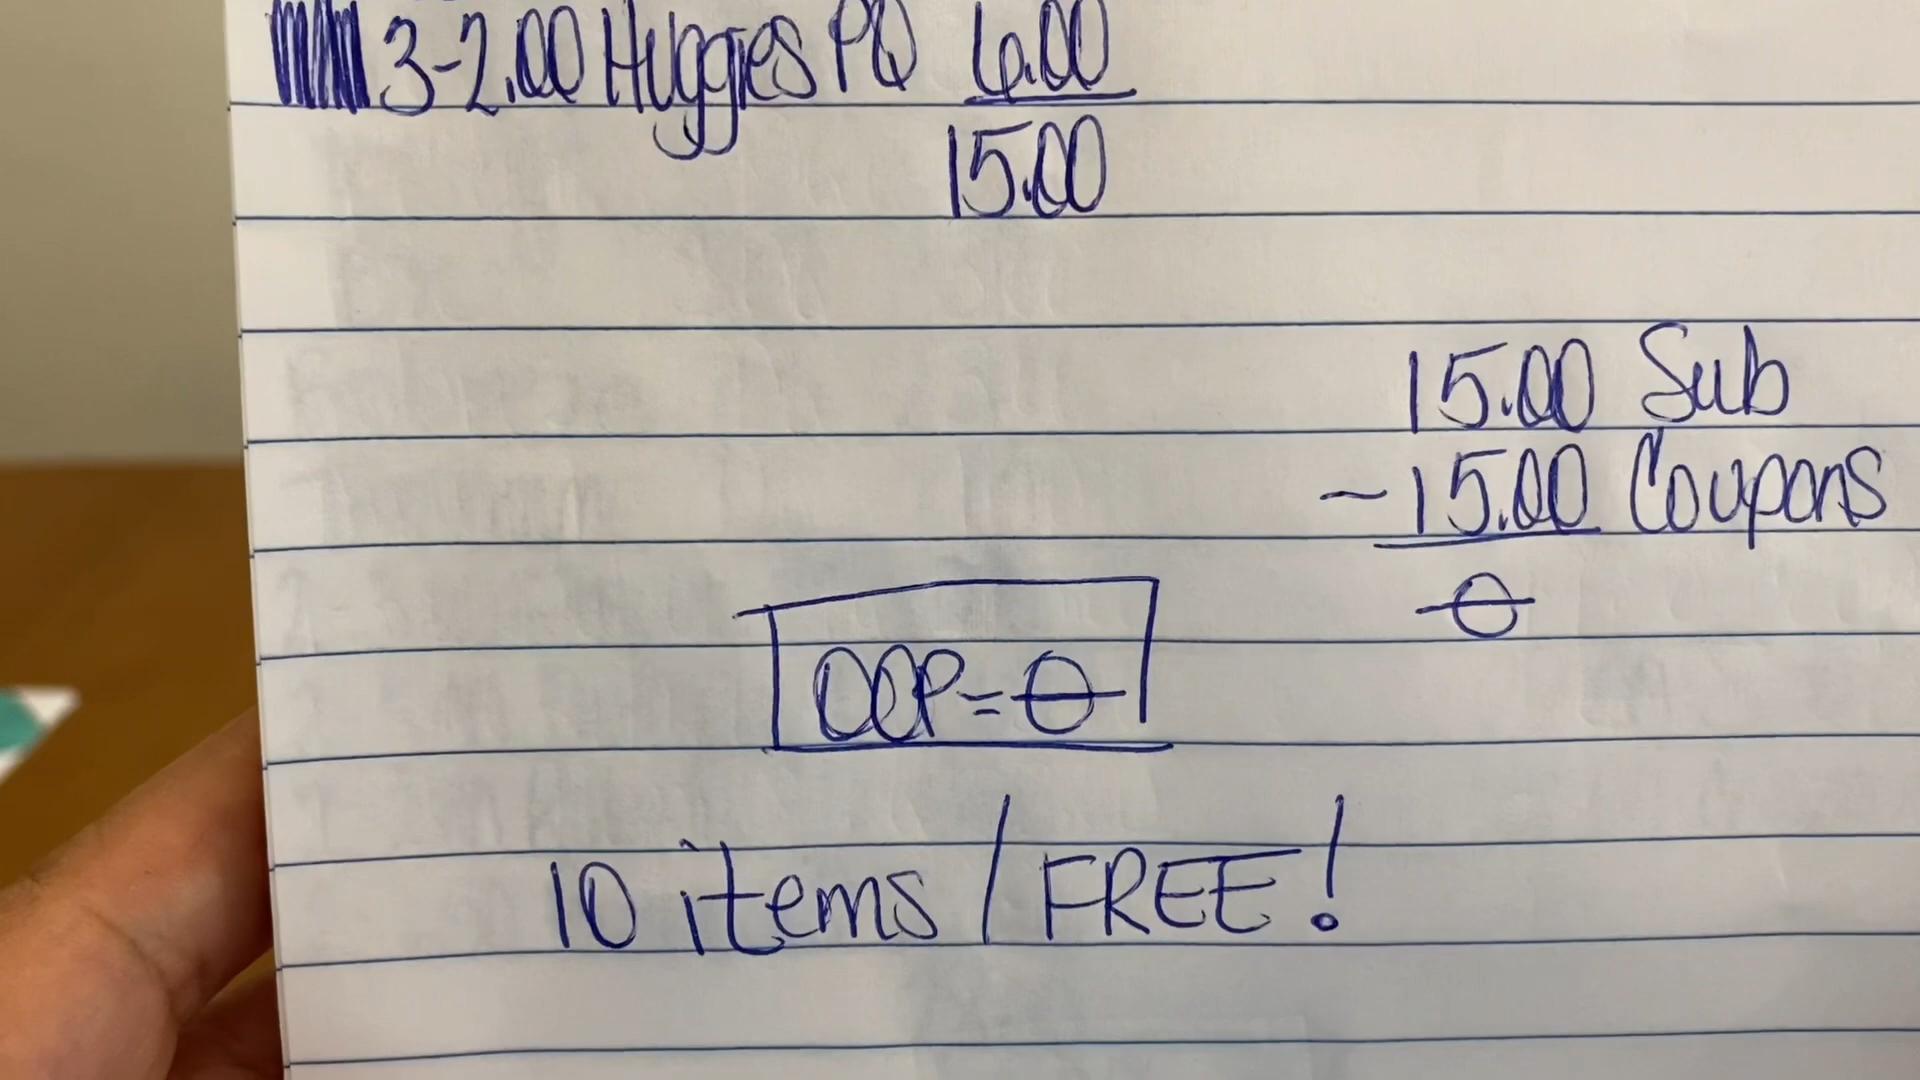 3-2.00 Huggies PQ 6.00
15.00
15.00 Sub
-15.00 Coupons
0
OOP=0
10 items / FREE!